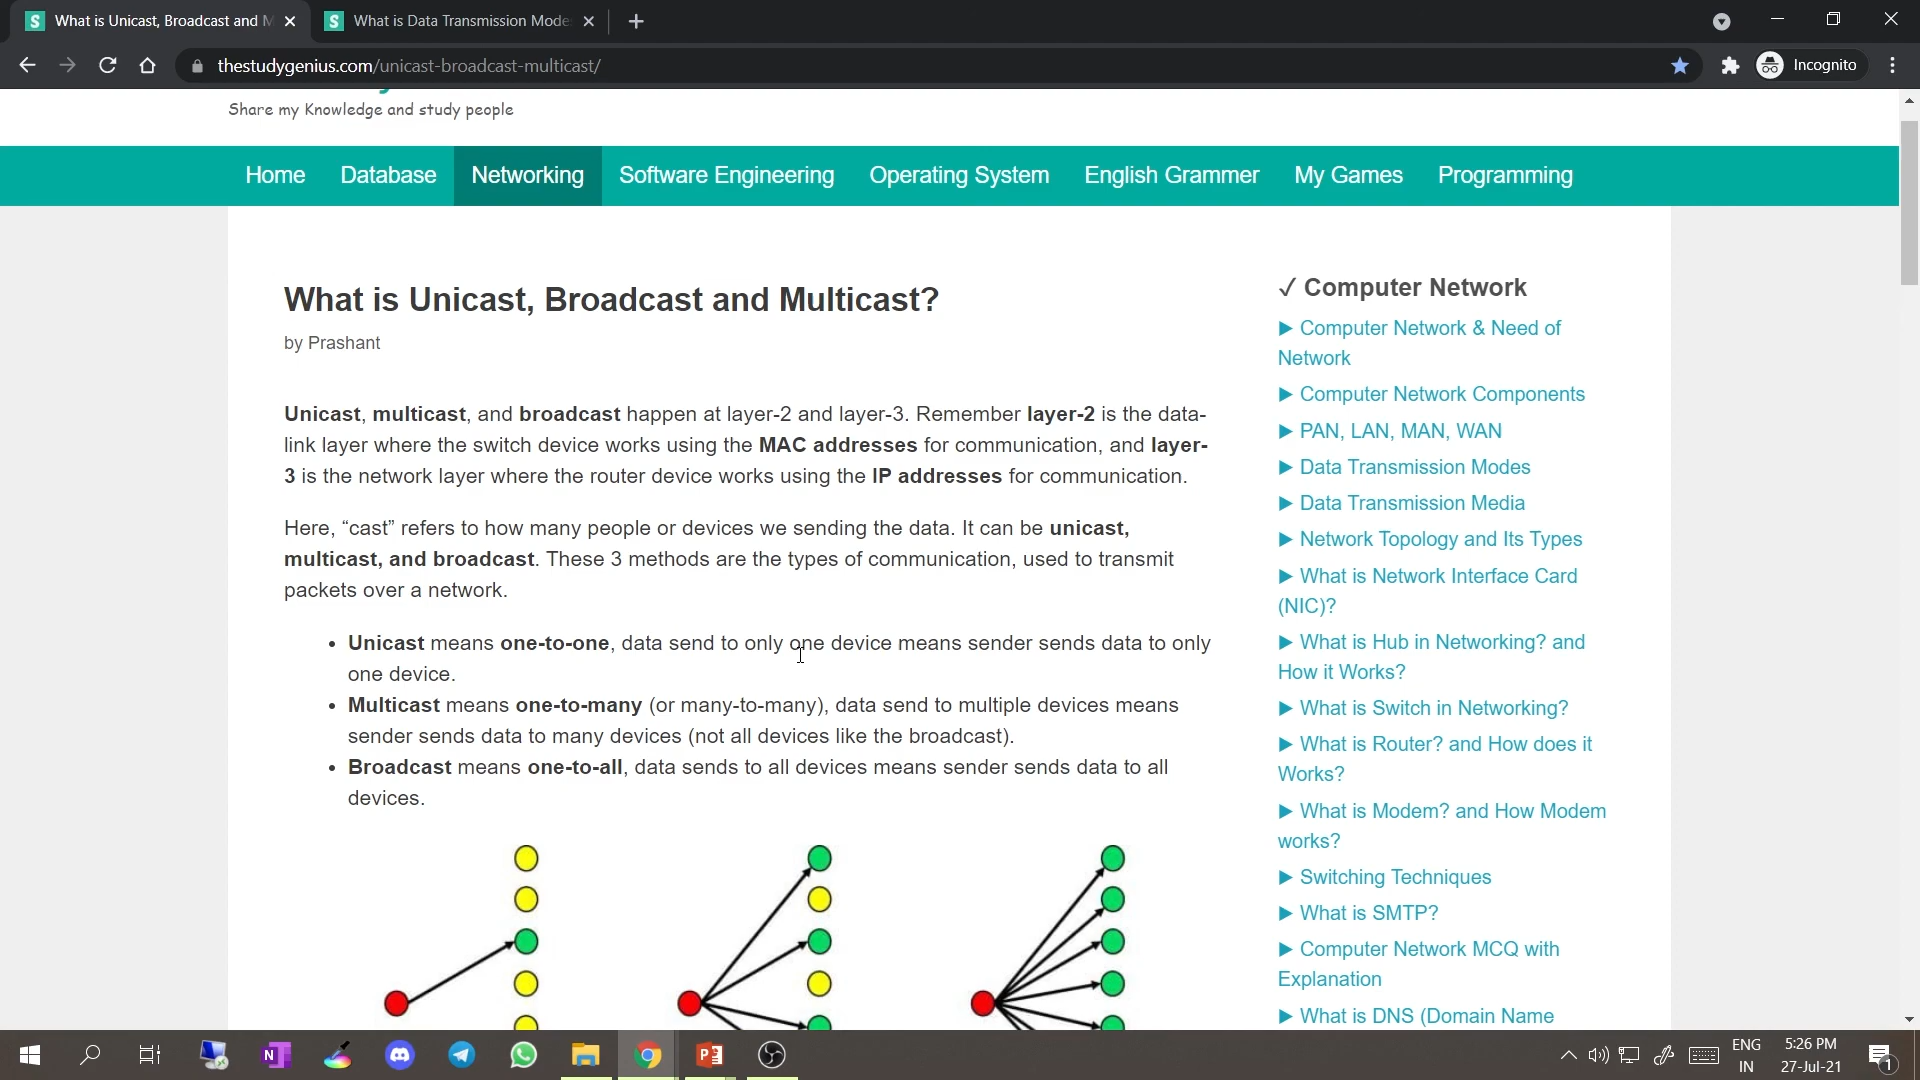 What is Unicast, Broadcast and M
What is Data Transmission Mode
thestudygenius.com/unicast-broadcast-multicast/
Incognito
Share my Knowledge and study people
Home Database Networking Software Engineering Operating System English Grammer My Games Programming
What is Unicast, Broadcast and Multicast?
by Prashant
Unicast, multicast, and broadcast happen at layer-2 and layer-3. Remember layer-2 is the data-
link layer where the switch device works using the MAC addresses for communication, and layer-
3 is the network layer where the router device works using the IP addresses for communication.
Here, “cast” refers to how many people or devices we sending the data. It can be unicast,
multicast, and broadcast. These 3 methods are the types of communication, used to transmit
packets over a network.
• Unicast means one-to-one, data send to only one device means sender sends data to only
one device.
• Multicast means one-to-many (or many-to-many), data send to multiple devices means
sender sends data to many devices (not all devices like the broadcast).
• Broadcast means one-to-all, data sends to all devices means sender sends data to all
devices.
✓ Computer Network
► Computer Network & Need of
Network
► Computer Network Components
► PAN, LAN, MAN, WAN
► Data Transmission Modes
► Data Transmission Media
► Network Topology and Its Types
► What is Network Interface Card
(NIC)?
► What is Hub in Networking? and
How it Works?
► What is Switch in Networking?
► What is Router? and How does it
Works?
► What is Modem? and How Modem
works?
► Switching Techniques
► What is SMTP?
► Computer Network MCQ with
Explanation
► What is DNS (Domain Name
ENG
IN
5:26 PM
27-Jul-21
1